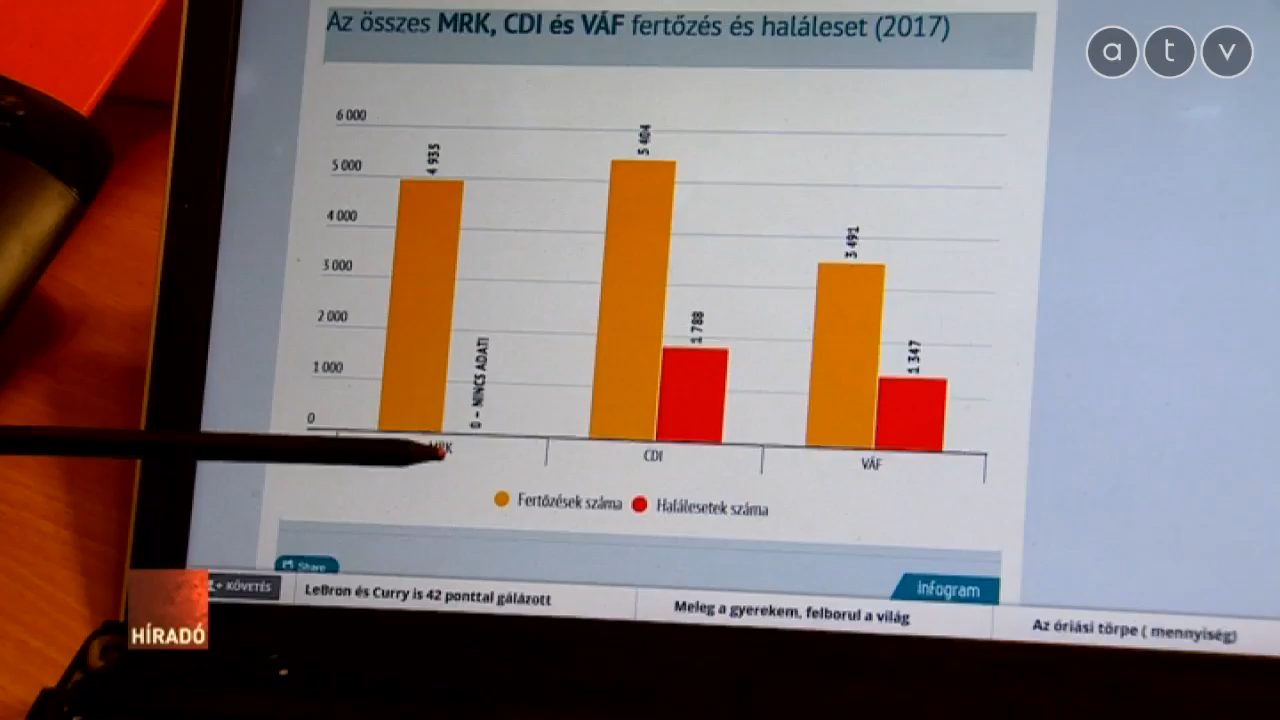 Az összes MRK, CDI és VÁF fertőzés és haláleset (2017)
atv
6 000
5 000
4 000
3 000
2 000
1 000
0
4 935
0 - NINCS ADAT!
5 404
1 788
3 491
1 347
MRK
CDI
VÁF
Fertőzések száma
Halálesetek száma
Share
infogram
+ KÖVETÉS
LeBron és Curry is 42 ponttal gálázott
Meleg a gyerekem, felborul a világ
Az óriási törpe ( mennyiség)
HÍRADÓ